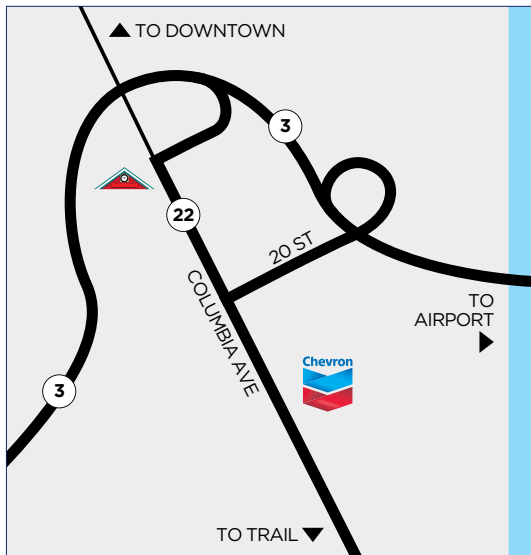 TO DOWNTOWN
3
22
20 ST
COLUMBIA AVE
TO
AIRPORT
Chevron
3
TO TRAIL